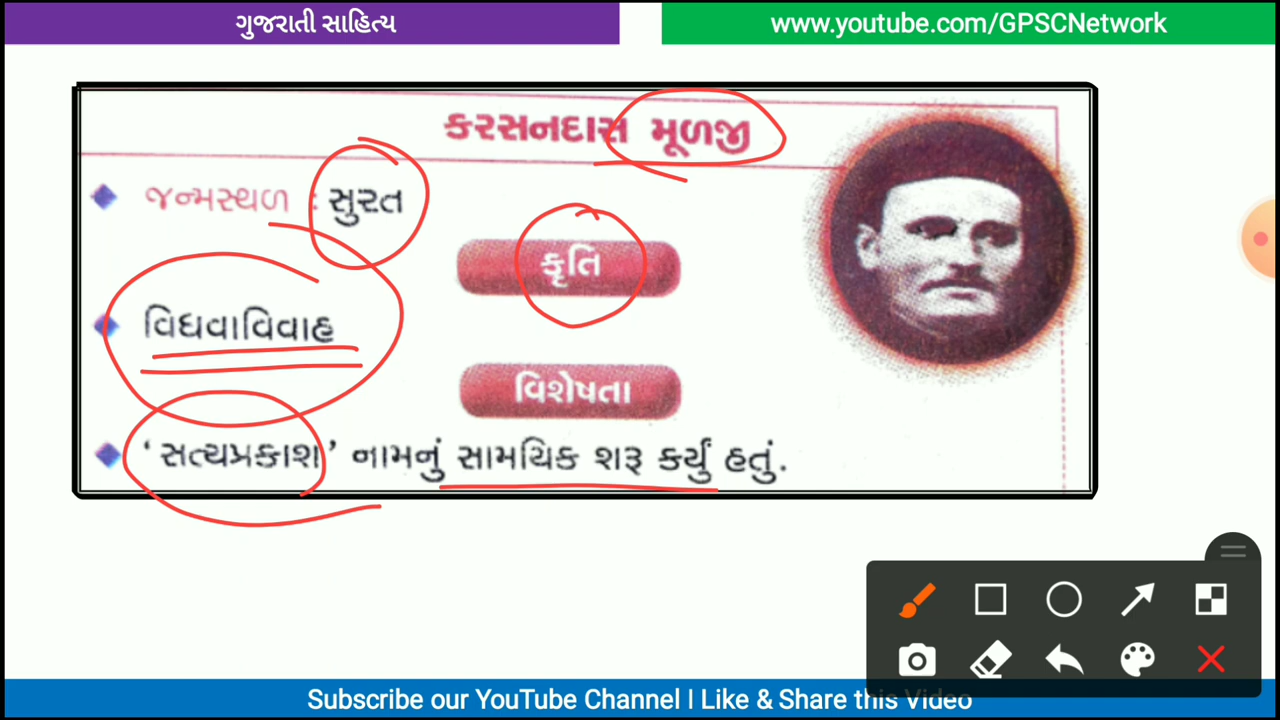 ગુજરાતી સાહિત્ય
www.youtube.com/GPSCNetwork
કરસનદાસ મૂળજી
જન્મસ્થળ : સુરત
કૃતિ
વિધવાવિવાહ
વિશેષતા
‘સત્યપ્રકાશ’ નામનું સામયિક શરૂ કર્યું હતું.
Subscribe our YouTube Channel l Like & Share this Video